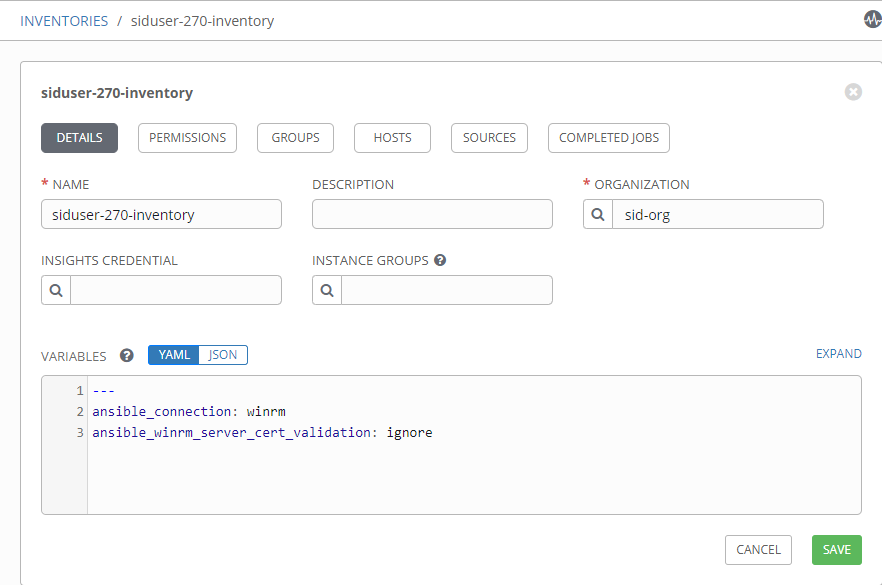 INVENTORIES / siduser-270-inventory
siduser-270-inventory
DETAILS PERMISSIONS GROUPS HOSTS SOURCES COMPLETED JOBS
* NAME DESCRIPTION * ORGANIZATION
siduser-270-inventory sid-org
INSIGHTS CREDENTIAL INSTANCE GROUPS ?
VARIABLES ? YAML JSON EXPAND
1 ---
2 ansible_connection: winrm
3 ansible_winrm_server_cert_validation: ignore
CANCEL SAVE